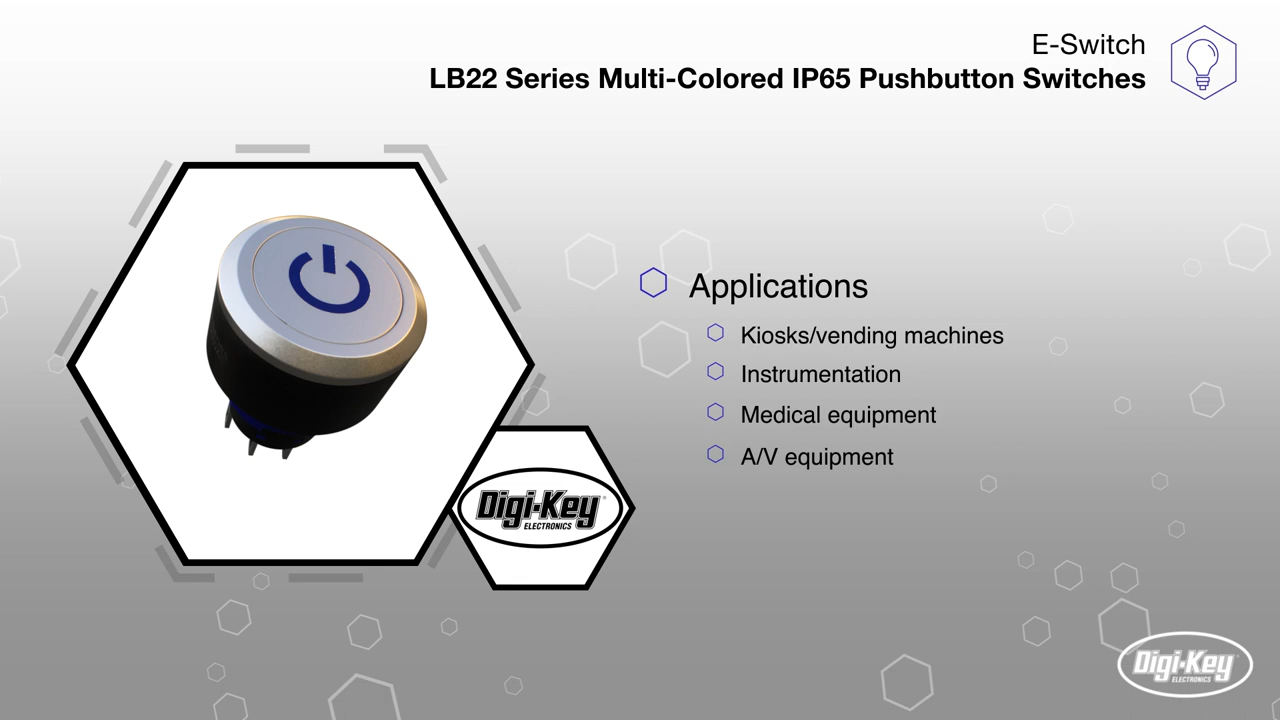 E-Switch
LB22 Series Multi-Colored IP65 Pushbutton Switches
Applications
Kiosks/vending machines
Instrumentation
Medical equipment
A/V equipment
Digi-Key
ELECTRONICS
Digi-Key
ELECTRONICS